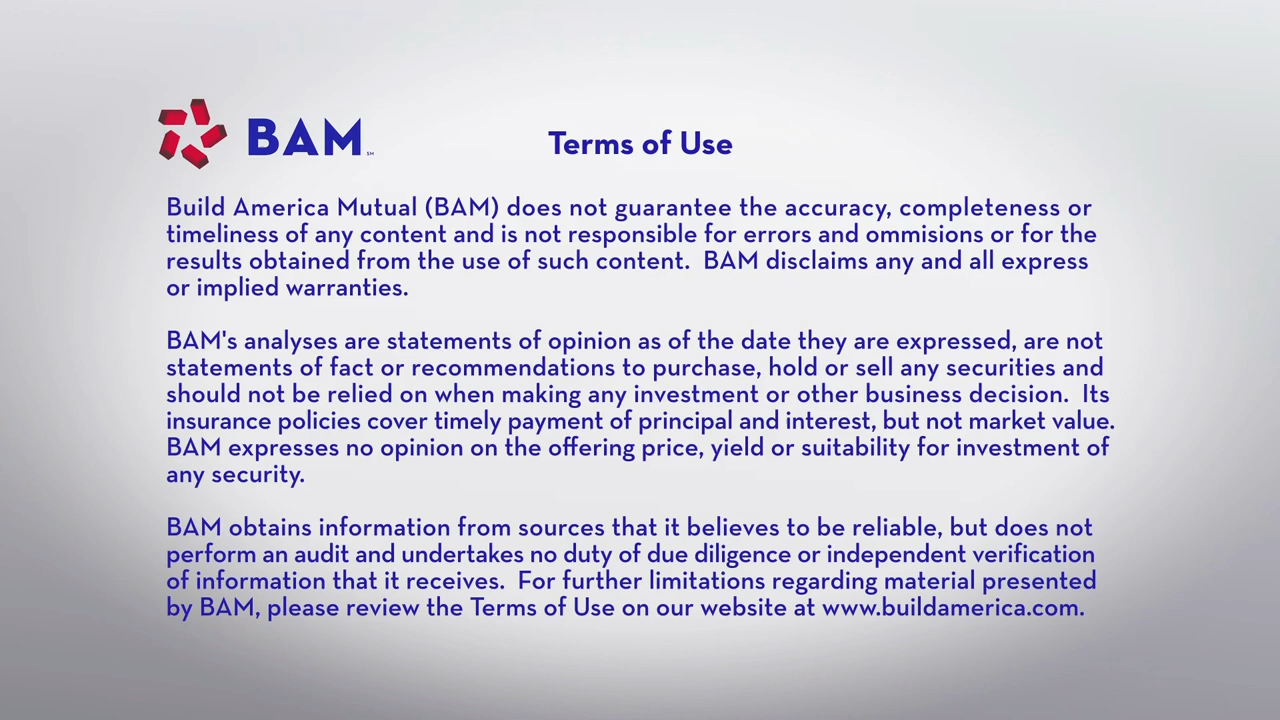 BAM SM
Terms of Use
Build America Mutual (BAM) does not guarantee the accuracy, completeness or
timeliness of any content and is not responsible for errors and ommisions or for the
results obtained from the use of such content.  BAM disclaims any and all express
or implied warranties.
BAM's analyses are statements of opinion as of the date they are expressed, are not
statements of fact or recommendations to purchase, hold or sell any securities and
should not be relied on when making any investment or other business decision.  Its
insurance policies cover timely payment of principal and interest, but not market value.
BAM expresses no opinion on the offering price, yield or suitability for investment of
any security.
BAM obtains information from sources that it believes to be reliable, but does not
perform an audit and undertakes no duty of due diligence or independent verification
of information that it receives.  For further limitations regarding material presented
by BAM, please review the Terms of Use on our website at www.buildamerica.com.